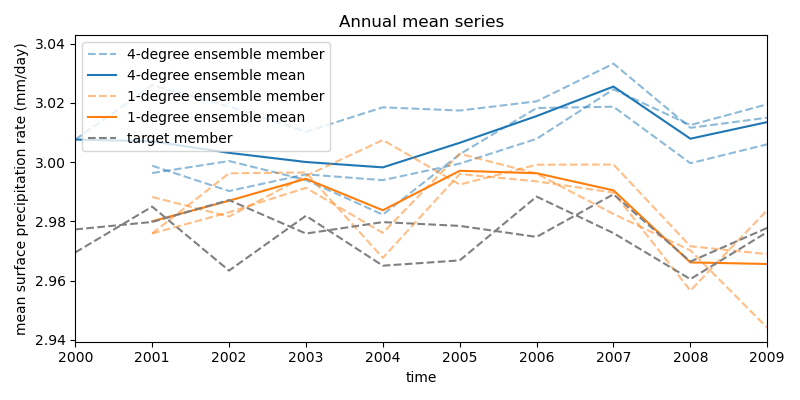 Annual mean series
3.04
3.02
3.00
2.98
2.96
2.94
mean surface precipitation rate (mm/day)
4-degree ensemble member
4-degree ensemble mean
1-degree ensemble member
1-degree ensemble mean
target member
2000 2001 2002 2003 2004 2005 2006 2007 2008 2009
time